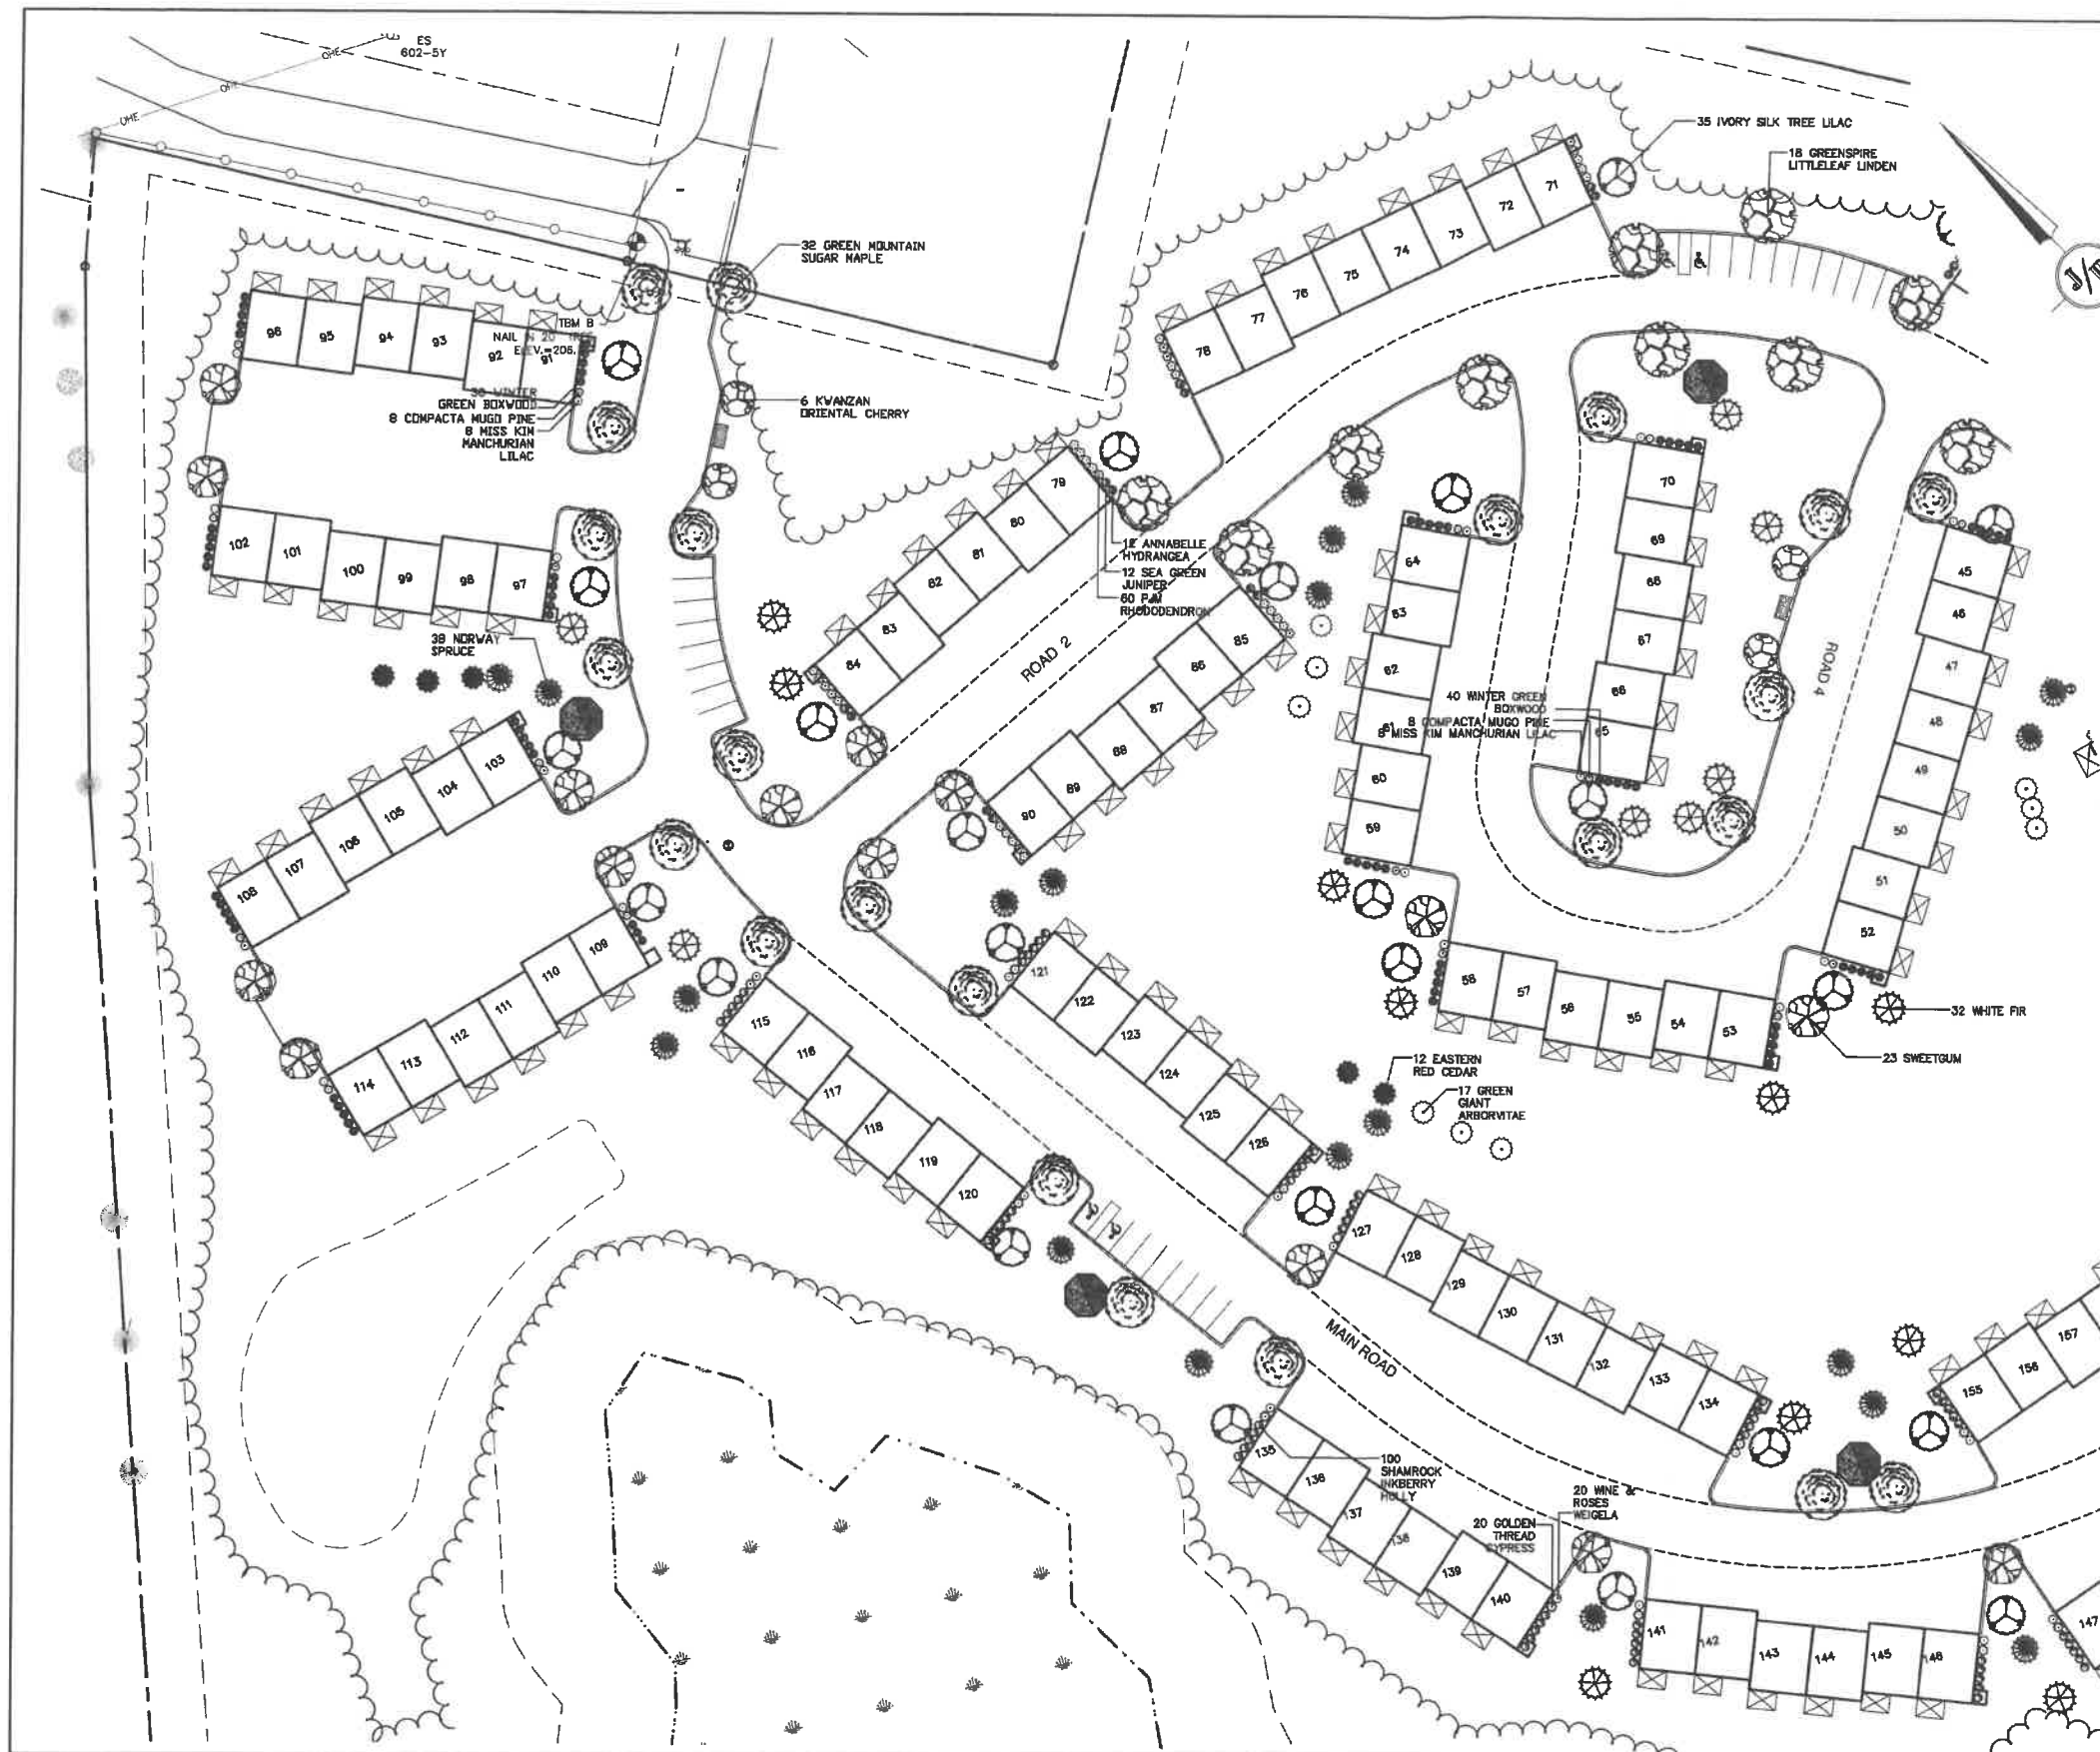 ES
602-5Y
OHE
OHE
OHE
35 IVORY SILK TREE LILAC
18 GREENSPIRE
LITTLELEAF LINDEN
32 GREEN MOUNTAIN
SUGAR MAPLE
TBM B
NAIL
20
ELEV.=206.
WINTER
GREEN BOXWOOD
8 COMPACTA MUGO PINE
8 MISS KIM
MANCHURIAN
LILAC
6 KWANZAN
ORIENTAL CHERRY
12 ANNABELLE
HYDRANGEA
12 SEA GREEN
JUNIPER
60 PJM
RHODODENDRON
38 NORWAY
SPRUCE
ROAD 2
ROAD 4
40 WINTER GREEN
BOXWOOD
8 COMPACTA MUGO PINE
8 MISS KIM MANCHURIAN LILAC
32 WHITE FIR
23 SWEETGUM
12 EASTERN
RED CEDAR
17 GREEN
GIANT
ARBORVITAE
MAIN ROAD
100
SHAMROCK
INKBERRY
HOLLY
20 WINE &
ROSES
WEIGELA
20 GOLDEN
THREAD
CYPRESS
96 95 94 93 92 91
102 101 100 99 98 97
108 107 106 105 104 103
114 113 112 111 110 109
115 116 117 118 119 120
78 77 76 75 74 73 72 71
84 83 82 81 80 79
90 89 88 87 86 85
64 63 62 61 60 59
70 69 68 67 66 65
45 46 47 48 49 50 51 52
58 57 56 55 54 53
121 122 123 124 125 126
127 128 129 130 131 132 133 134
135 136 137 138 139 140
141 142 143 144 145 146
147
155 156 157